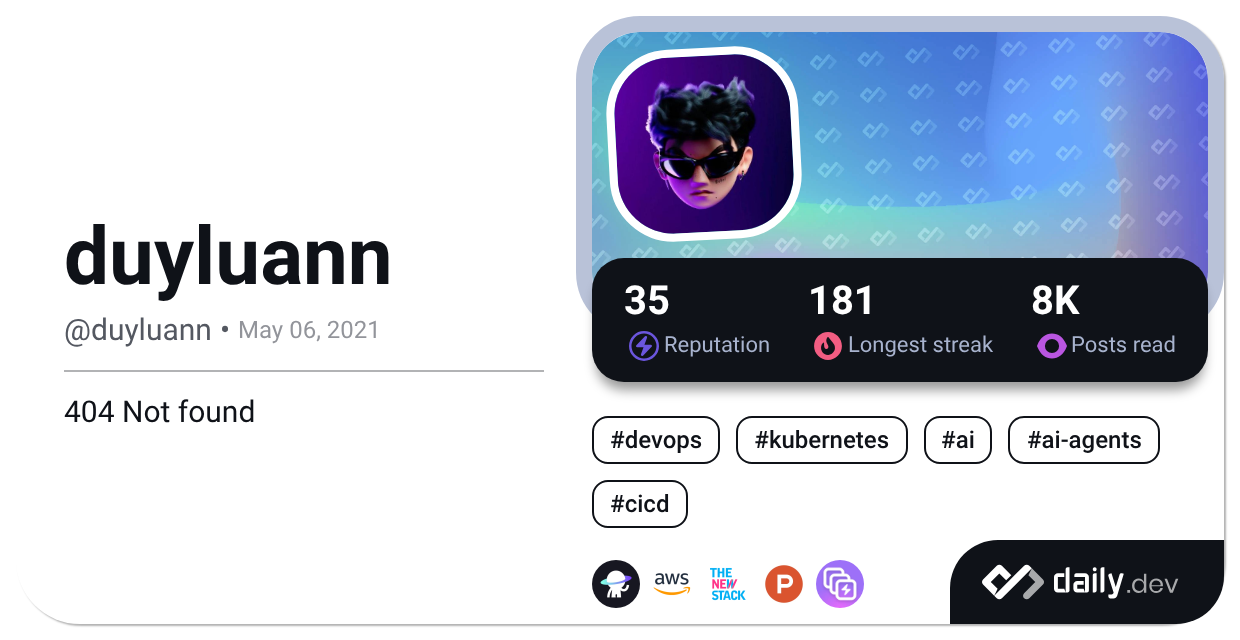 duyluann
@duyluann • May 06, 2021
404 Not found
35 181 8K
Reputation Longest streak Posts read
#devops #kubernetes #ai #ai-agents
#cicd
aws
THE
NEW
STACK
P
daily.dev